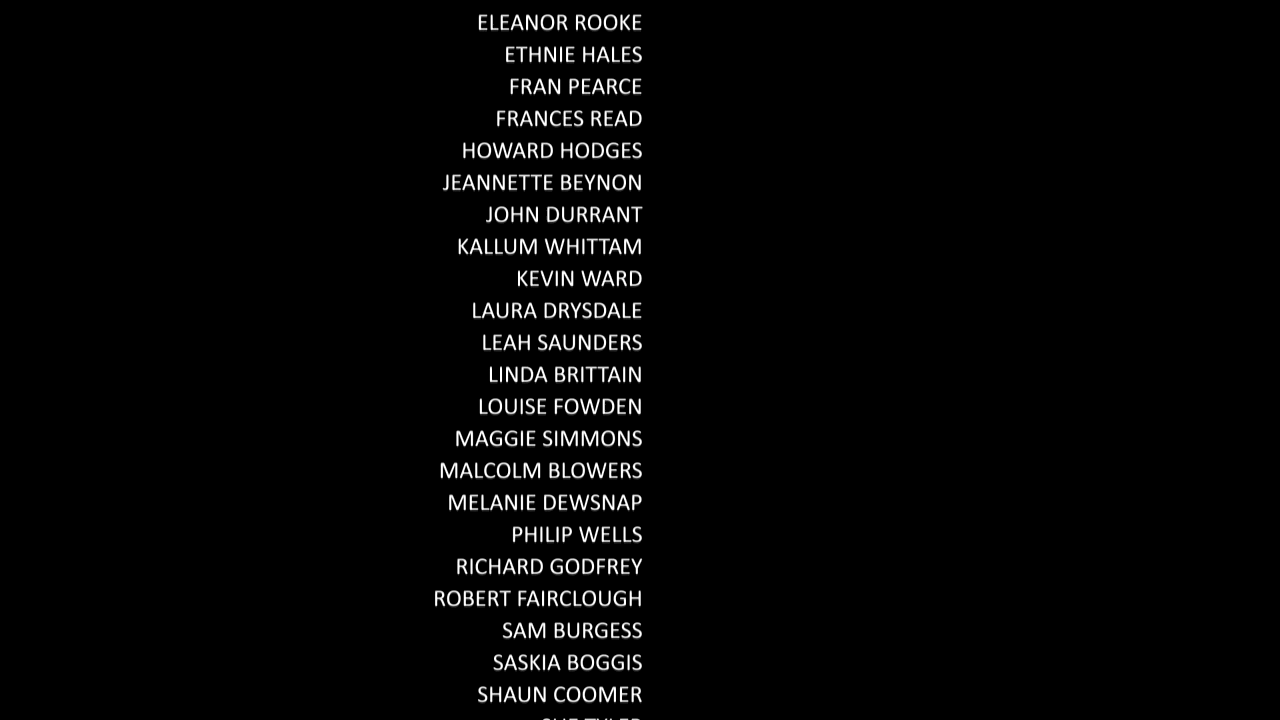 ELEANOR ROOKE
ETHNIE HALES
FRAN PEARCE
FRANCES READ
HOWARD HODGES
JEANNETTE BEYNON
JOHN DURRANT
KALLUM WHITTAM
KEVIN WARD
LAURA DRYSDALE
LEAH SAUNDERS
LINDA BRITTAIN
LOUISE FOWDEN
MAGGIE SIMMONS
MALCOLM BLOWERS
MELANIE DEWSNAP
PHILIP WELLS
RICHARD GODFREY
ROBERT FAIRCLOUGH
SAM BURGESS
SASKIA BOGGIS
SHAUN COOMER